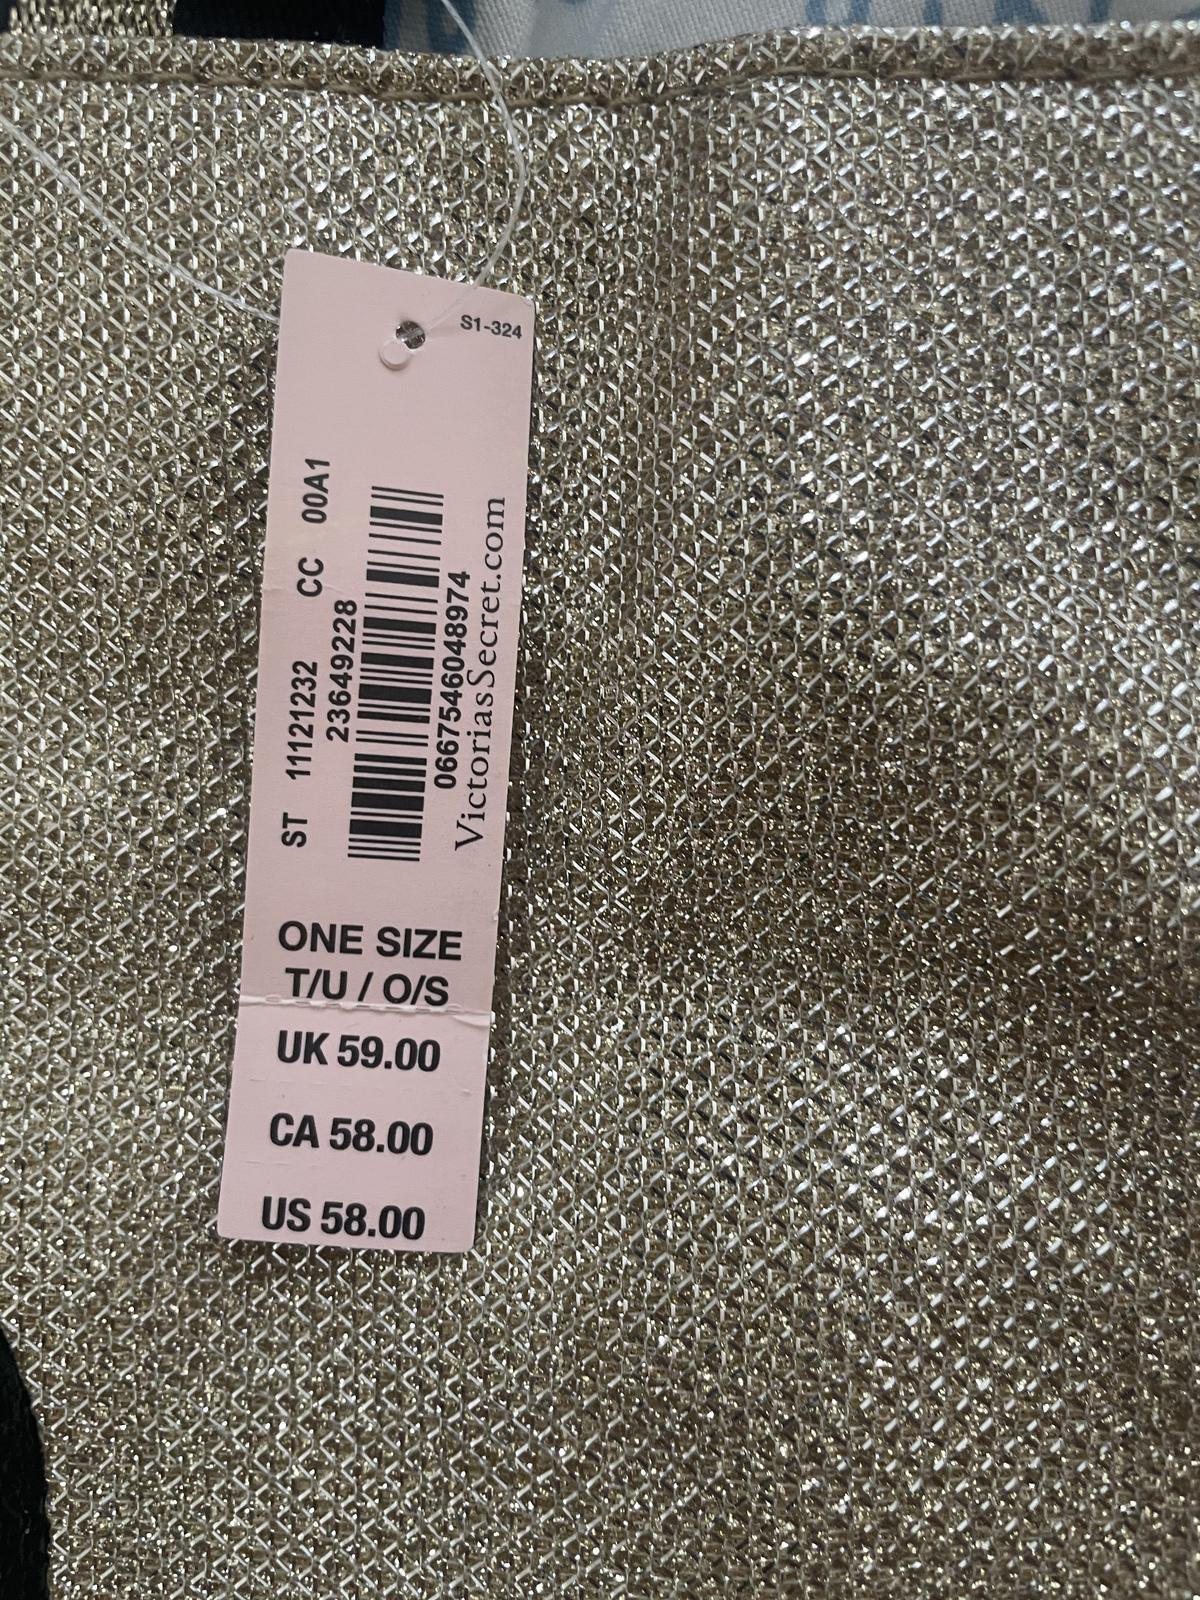 S1-324
ST 11121232 CC 00A1
23649228
0667546048974
VictoriasSecret.com
ONE SIZE
T/U / O/S
UK 59.00
CA 58.00
US 58.00